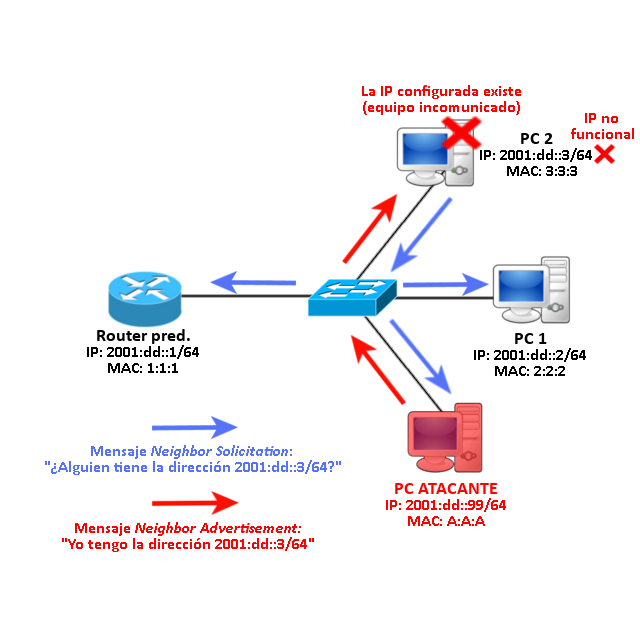 La IP configurada existe
(equipo incomunicado)
IP no
funcional
PC 2
IP: 2001:dd::3/64
MAC: 3:3:3
Router pred.
IP: 2001:dd::1/64
MAC: 1:1:1
PC 1
IP: 2001:dd::2/64
MAC: 2:2:2
Mensaje Neighbor Solicitation:
"¿Alguien tiene la dirección 2001:dd::3/64?"
PC ATACANTE
IP: 2001:dd::99/64
MAC: A:A:A
Mensaje Neighbor Advertisement:
"Yo tengo la dirección 2001:dd::3/64"